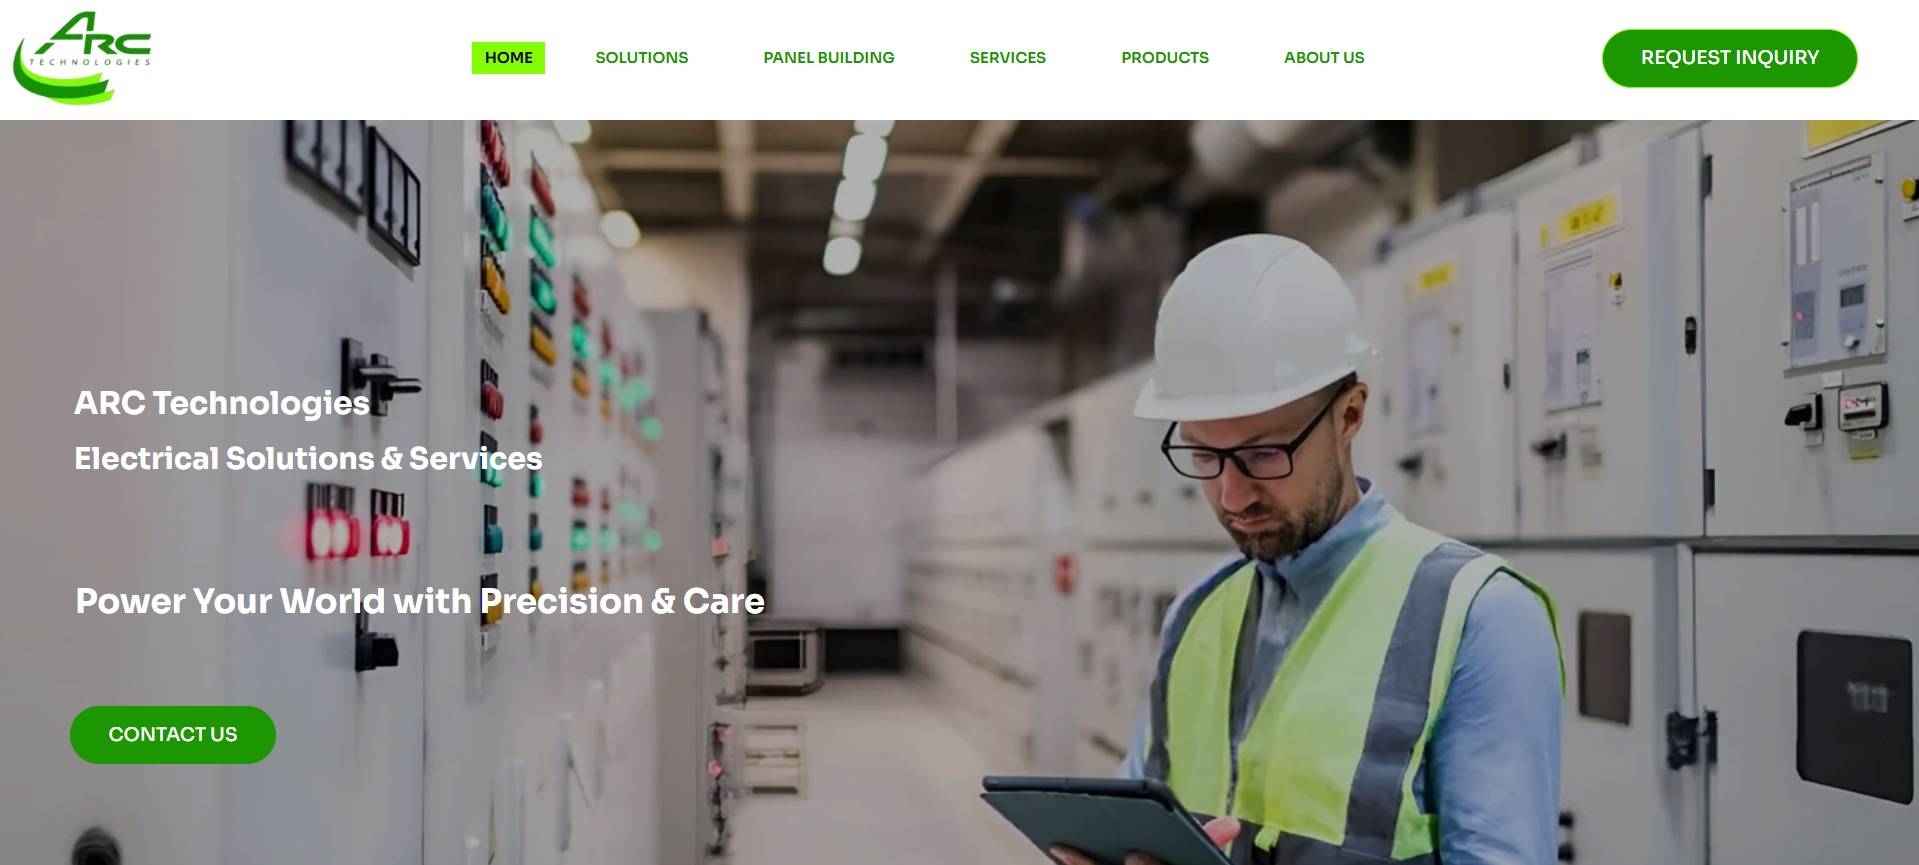 ARC
TECHNOLOGIES
HOME
SOLUTIONS
PANEL BUILDING
SERVICES
PRODUCTS
ABOUT US
REQUEST INQUIRY
ARC Technologies
Electrical Solutions & Services
Power Your World with Precision & Care
CONTACT US